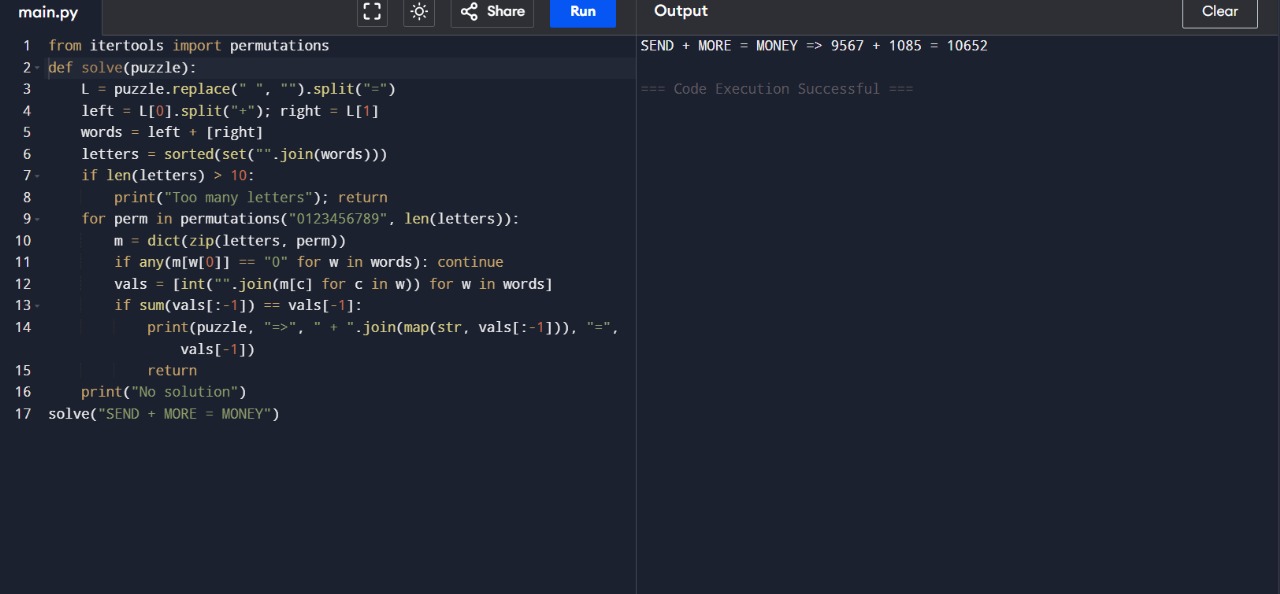 main.py
Share
Run
Output
Clear
1 from itertools import permutations
2 def solve(puzzle):
3     L = puzzle.replace(" ", "").split("=")
4     left = L[0].split("+"); right = L[1]
5     words = left + [right]
6     letters = sorted(set("".join(words)))
7     if len(letters) > 10:
8         print("Too many letters"); return
9     for perm in permutations("0123456789", len(letters)):
10         m = dict(zip(letters, perm))
11         if any(m[w[0]] == "0" for w in words): continue
12         vals = [int("".join(m[c] for c in w)) for w in words]
13         if sum(vals[:-1]) == vals[-1]:
14             print(puzzle, "=>", " + ".join(map(str, vals[:-1])), "=",
vals[-1])
15             return
16     print("No solution")
17 solve("SEND + MORE = MONEY")
SEND + MORE = MONEY => 9567 + 1085 = 10652
=== Code Execution Successful ===